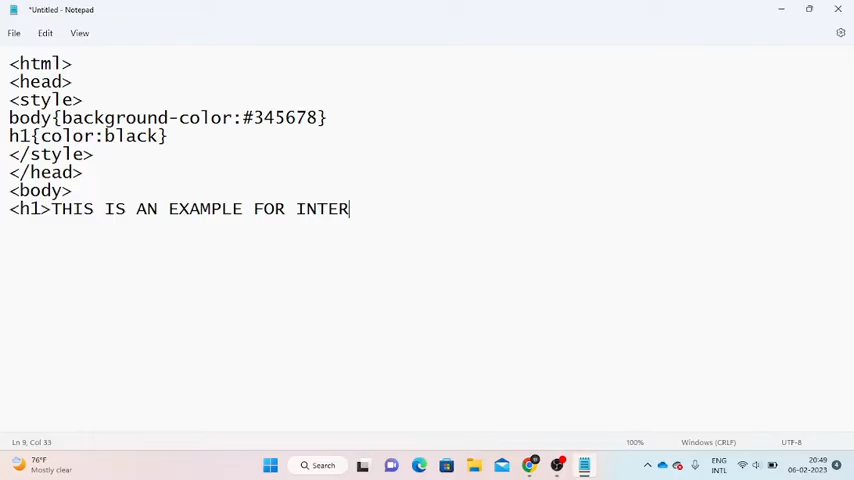 *Untitled - Notepad
File Edit View
<html>
<head>
<style>
body{background-color:#345678}
h1{color:black}
</style>
</head>
<body>
<h1>THIS IS AN EXAMPLE FOR INTER
Ln 9, Col 33 100% Windows (CRLF) UTF-8
76°F
Mostly clear
Search
ENG
INTL
20:49
06-02-2023
4